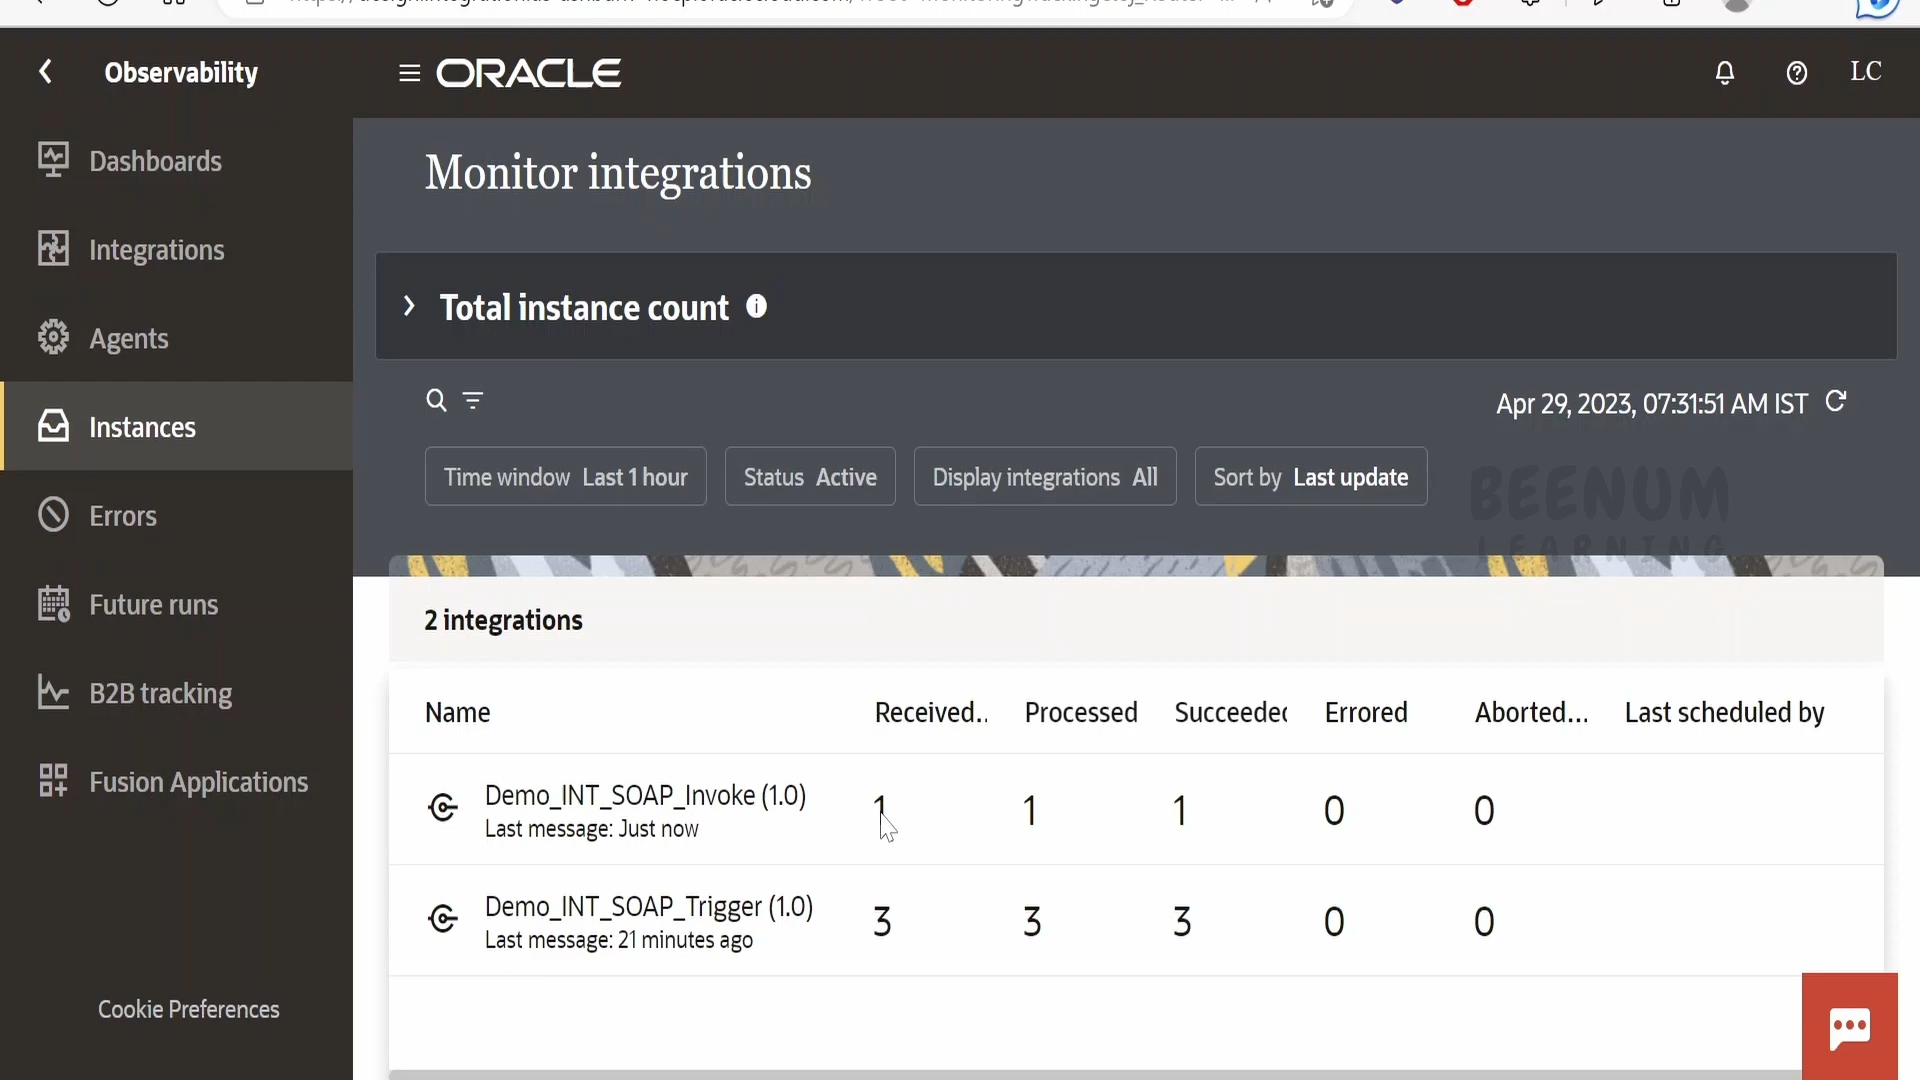 Observability
ORACLE
LC
Dashboards
Integrations
Agents
Instances
Errors
Future runs
B2B tracking
Fusion Applications
Cookie Preferences
Monitor integrations
Total instance count
Apr 29, 2023, 07:31:51 AM IST
Time window Last 1 hour
Status Active
Display integrations All
Sort by Last update
BEENUM
LEARNING
2 integrations
Name Received.. Processed Succeeded Errored Aborted... Last scheduled by
Demo_INT_SOAP_Invoke (1.0) 1 1 1 0 0
Last message: Just now
Demo_INT_SOAP_Trigger (1.0) 3 3 3 0 0
Last message: 21 minutes ago